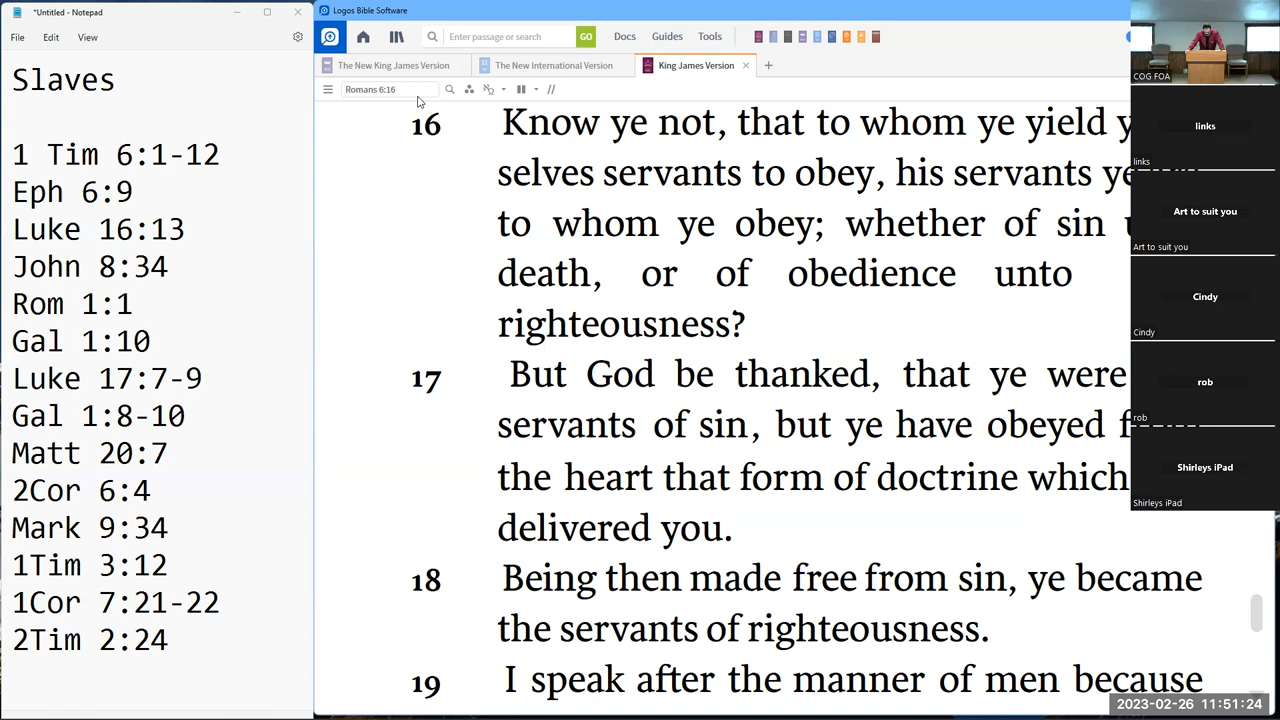 *Untitled - Notepad
File Edit View
Slaves
1 Tim 6:1-12
Eph 6:9
Luke 16:13
John 8:34
Rom 1:1
Gal 1:10
Luke 17:7-9
Gal 1:8-10
Matt 20:7
2Cor 6:4
Mark 9:34
1Tim 3:12
1Cor 7:21-22
2Tim 2:24
Logos Bible Software
Enter passage or search GO Docs Guides Tools
The New King James Version The New International Version King James Version
Romans 6:16
16 Know ye not, that to whom ye yield y
selves servants to obey, his servants ye
to whom ye obey; whether of sin
death, or of obedience unto
righteousness?
17 But God be thanked, that ye were
servants of sin, but ye have obeyed f
the heart that form of doctrine which
delivered you.
18 Being then made free from sin, ye became
the servants of righteousness.
19 I speak after the manner of men because
COG FOA
links
links
Art to suit you
Art to suit you
Cindy
Cindy
rob
rob
Shirleys iPad
Shirleys iPad
2023-02-26 11:51:24